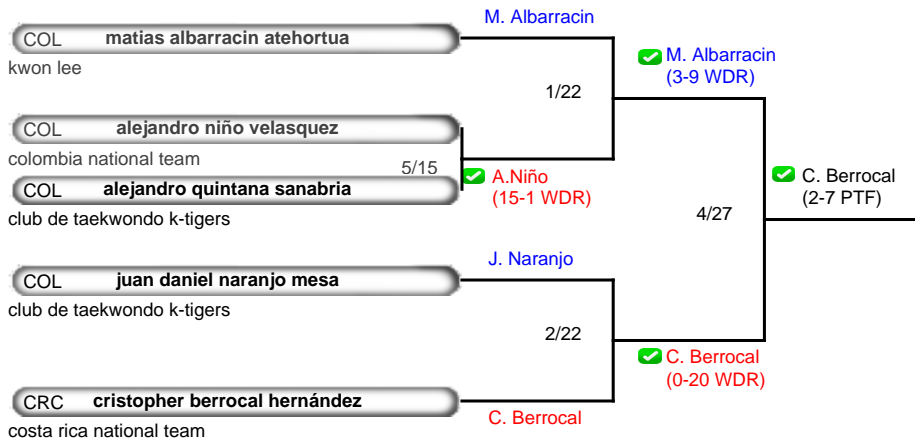 M. Albarracin
COL matias albarracin atehortua
kwon lee
M. Albarracin
(3-9 WDR)
1/22
COL alejandro niño velasquez
colombia national team
5/15
A.Niño
(15-1 WDR)
COL alejandro quintana sanabria
club de taekwondo k-tigers
C. Berrocal
(2-7 PTF)
4/27
J. Naranjo
COL juan daniel naranjo mesa
club de taekwondo k-tigers
2/22
C. Berrocal
(0-20 WDR)
CRC cristopher berrocal hernández
C. Berrocal
costa rica national team